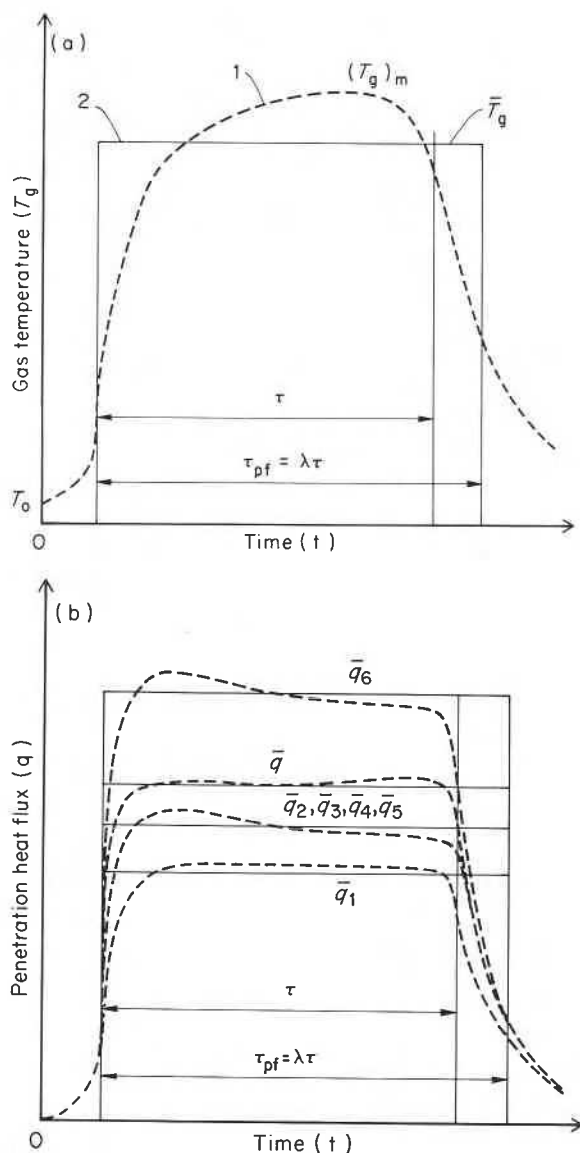 (a)
1
(T_g)_m
2
T̄_g
Gas temperature (T_g)
τ
τ_pf = λτ
T_o
0
Time (t)
(b)
q̄_6
q̄
q̄_2, q̄_3, q̄_4, q̄_5
q̄_1
Penetration heat flux (q)
τ
τ_pf = λτ
0
Time (t)